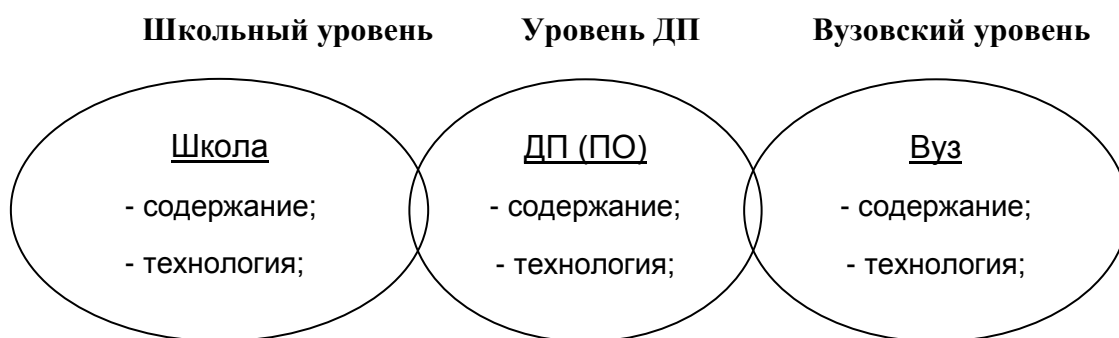 Школьный уровень Уровень ДП Вузовский уровень
Школа ДП (ПО) Вуз
- содержание; - содержание; - содержание;
- технология; - технология; - технология;